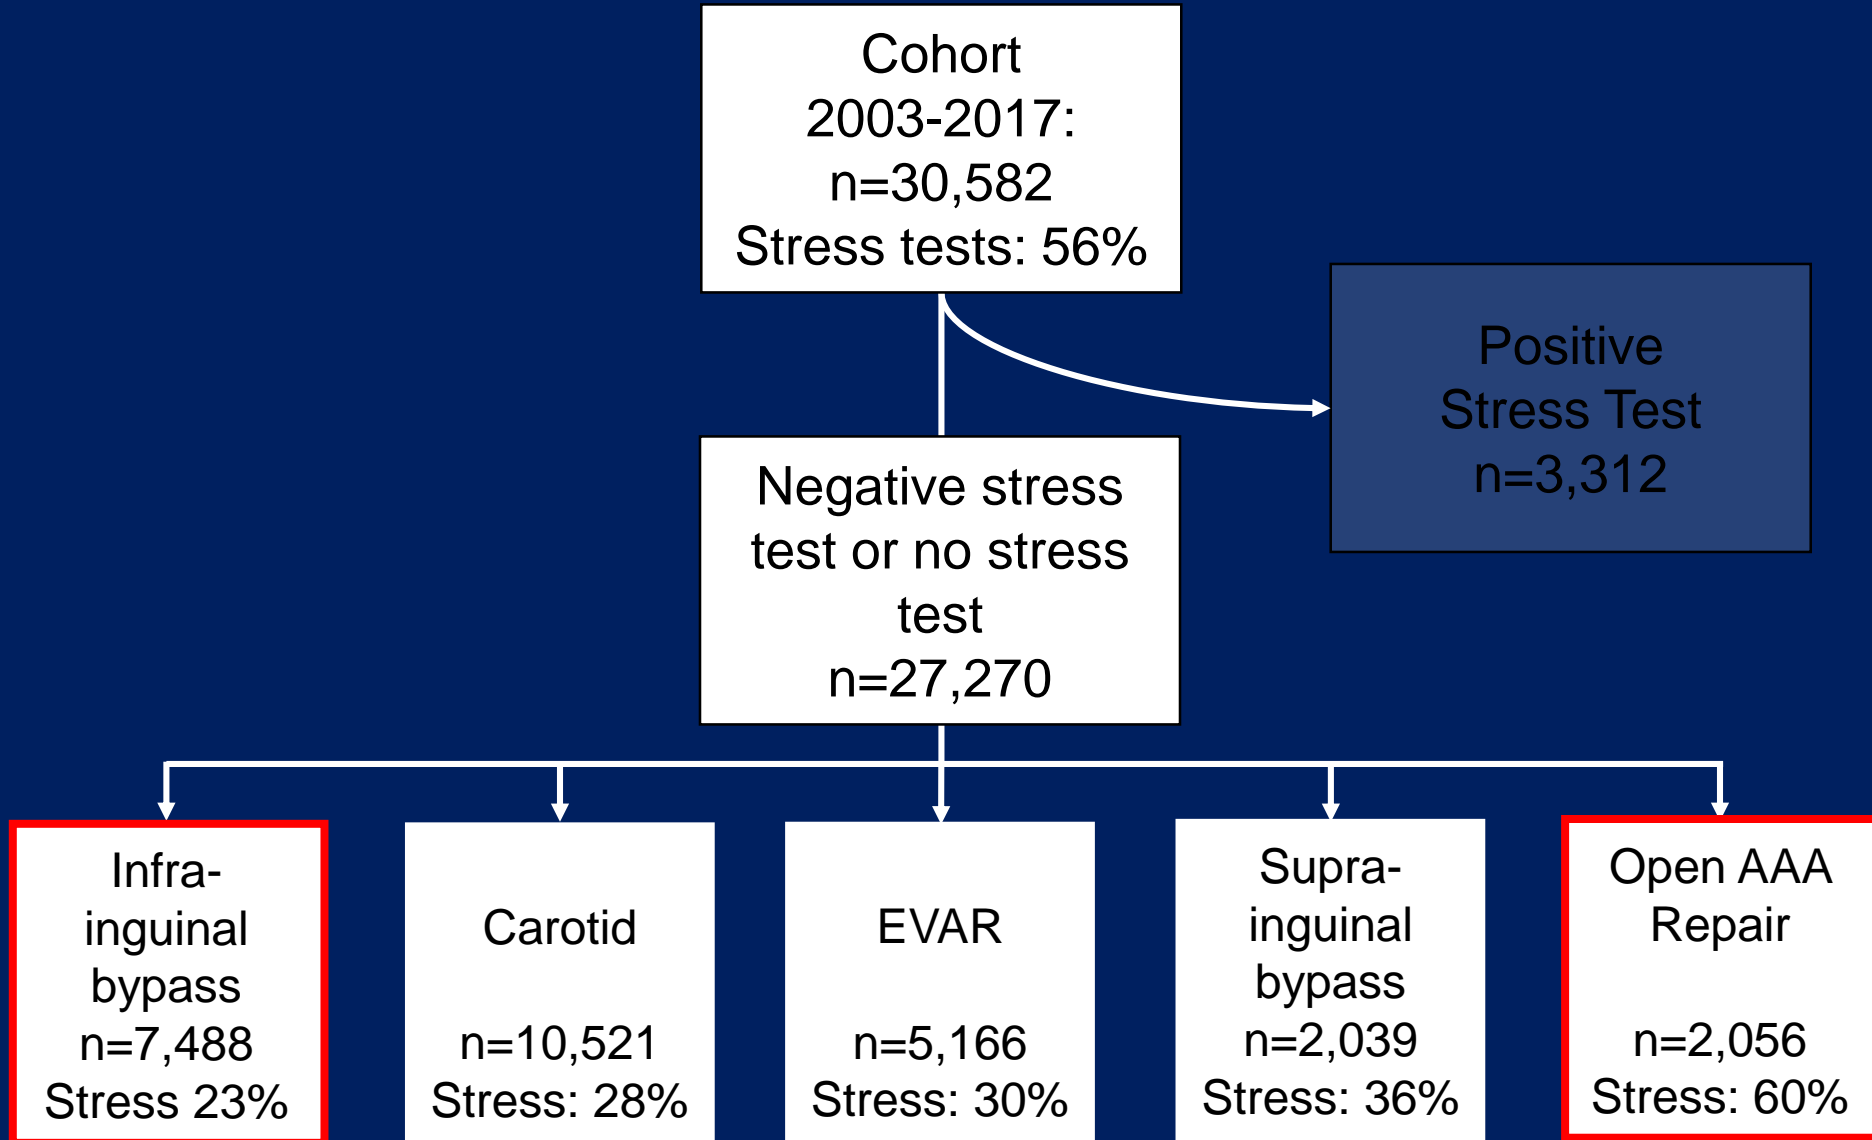 Cohort
2003-2017:
n=30,582
Stress tests: 56%
Positive
Stress Test
n=3,312
Negative stress
test or no stress
test
n=27,270
Infra-
inguinal
bypass
n=7,488
Stress 23%
Carotid
n=10,521
Stress: 28%
EVAR
n=5,166
Stress: 30%
Supra-
inguinal
bypass
n=2,039
Stress: 36%
Open AAA
Repair
n=2,056
Stress: 60%